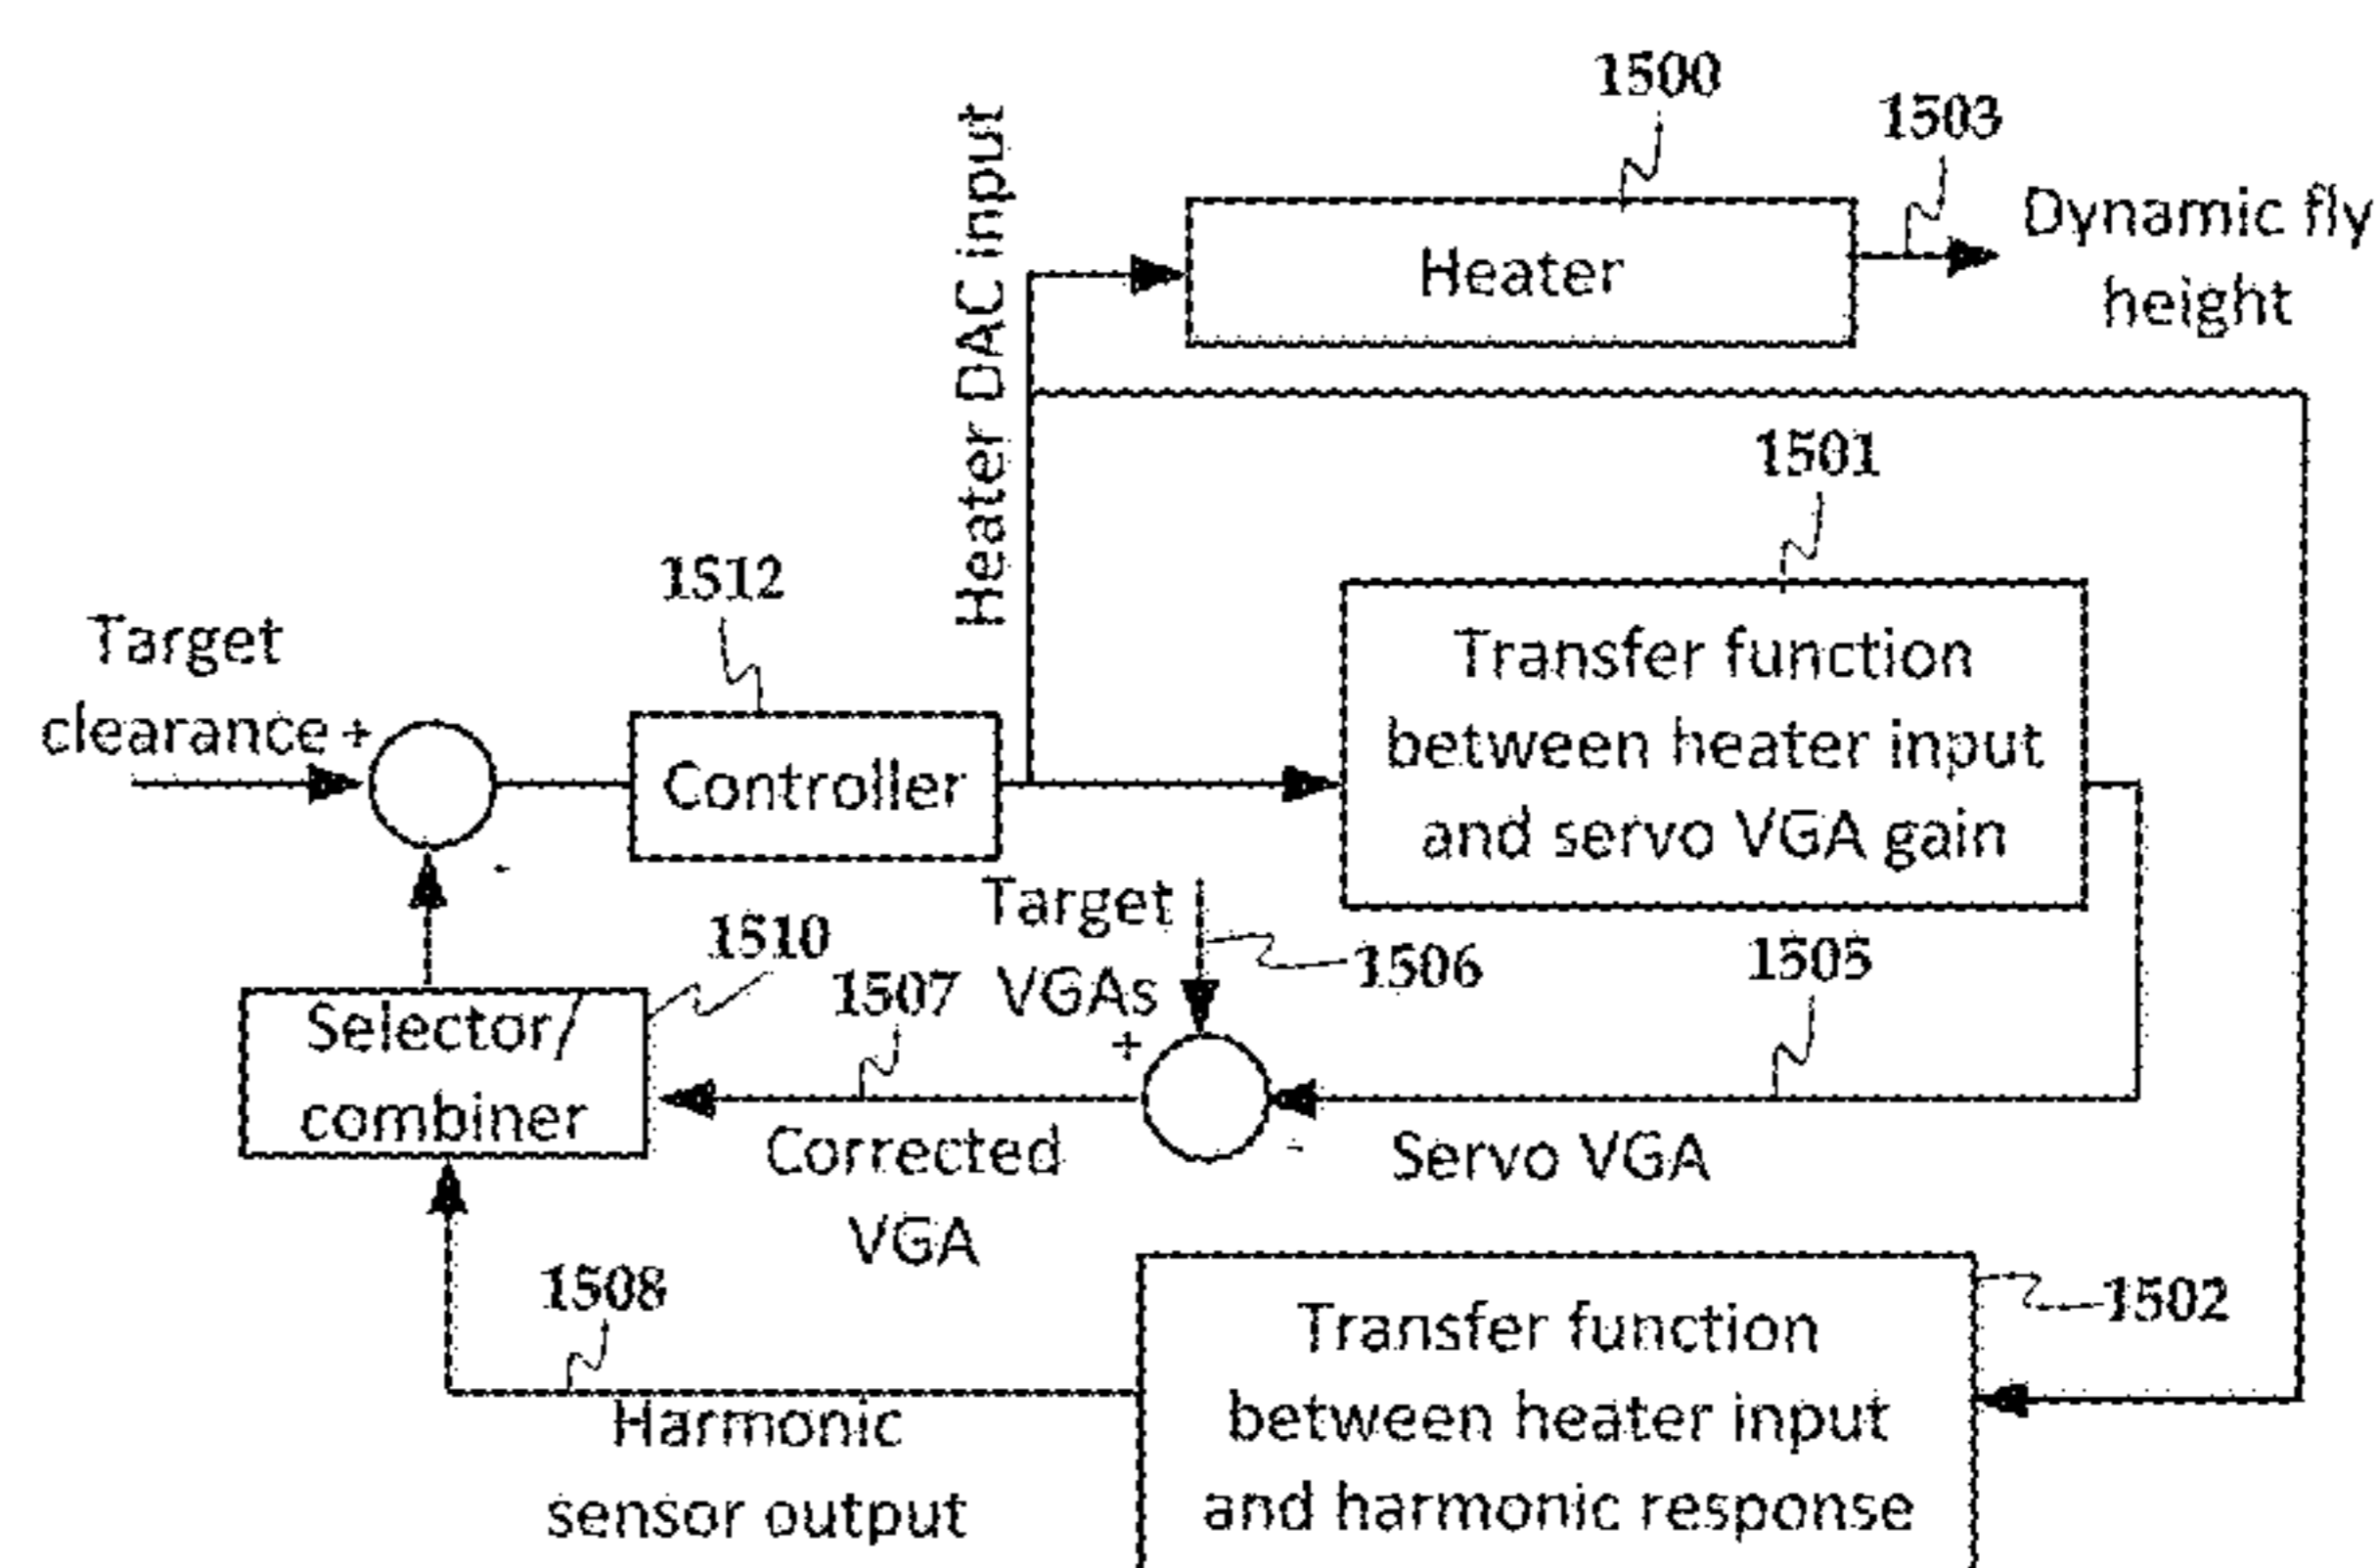 1500
1503
Heater DAC input
Heater
Dynamic fly
height
1501
1512
Target
clearance +
Controller
Transfer function
between heater input
and servo VGA gain
-
Target
VGAs
+
1506
1505
1510
1507
Selector/
combiner
Corrected
VGA
-
Servo VGA
1508
1502
Harmonic
sensor output
Transfer function
between heater input
and harmonic response